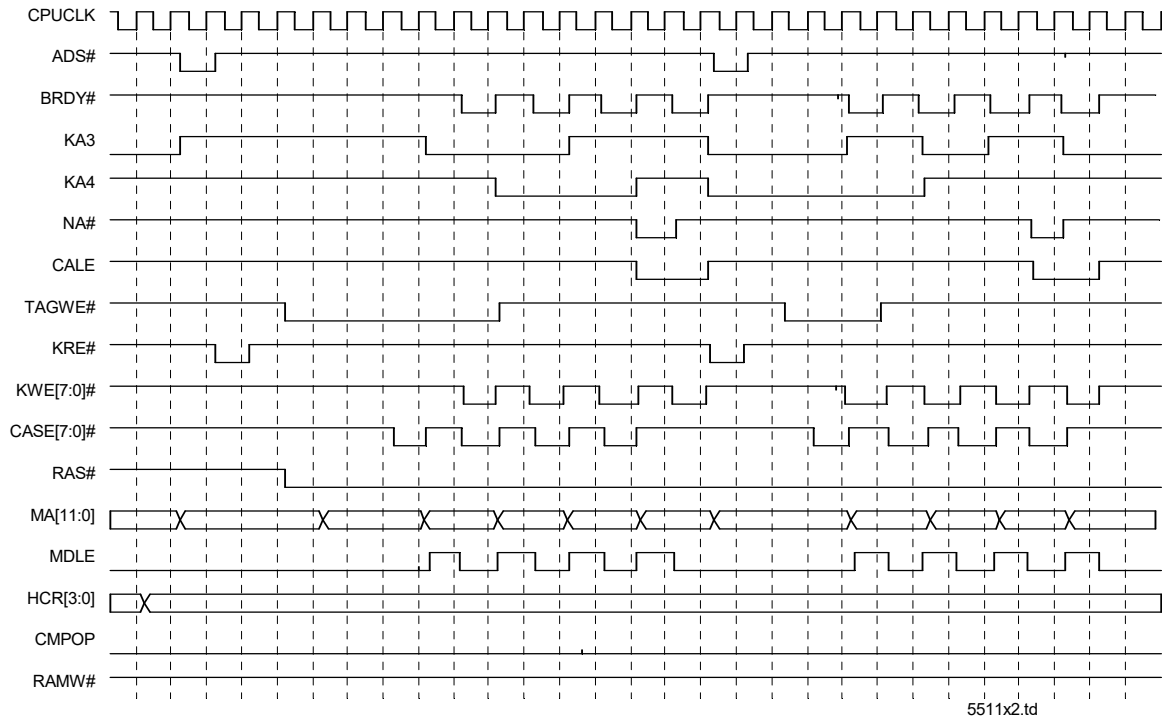 CPUCLK
ADS#
BRDY#
KA3
KA4
NA#
CALE
TAGWE#
KRE#
KWE[7:0]#
CASE[7:0]#
RAS#
MA[11:0]
MDLE
HCR[3:0]
CMPOP
RAMW#
5511x2.td